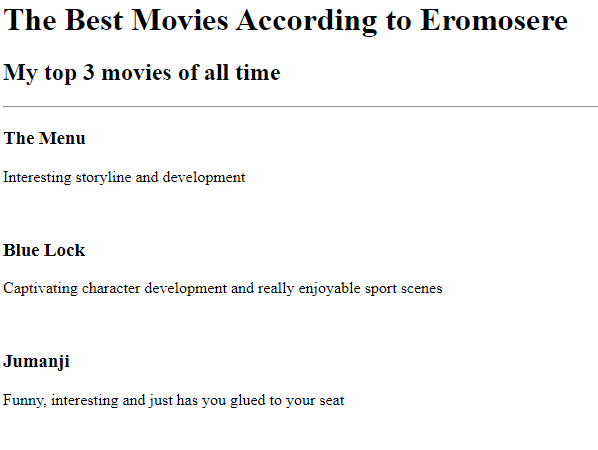 The Best Movies According to Eromosere
My top 3 movies of all time
The Menu
Interesting storyline and development
Blue Lock
Captivating character development and really enjoyable sport scenes
Jumanji
Funny, interesting and just has you glued to your seat